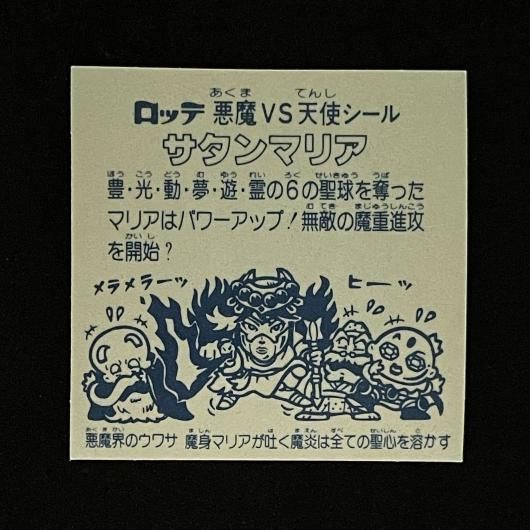 ロッテ 悪魔VS天使シール
サタンマリア
豊・光・動・夢・遊・霊の6の聖球を奪った
マリアはパワーアップ！無敵の魔重進攻
を開始？
メラメラーッ
ヒーッ
悪魔界のウワサ 魔身マリアが吐く魔炎は全ての聖心を溶かす